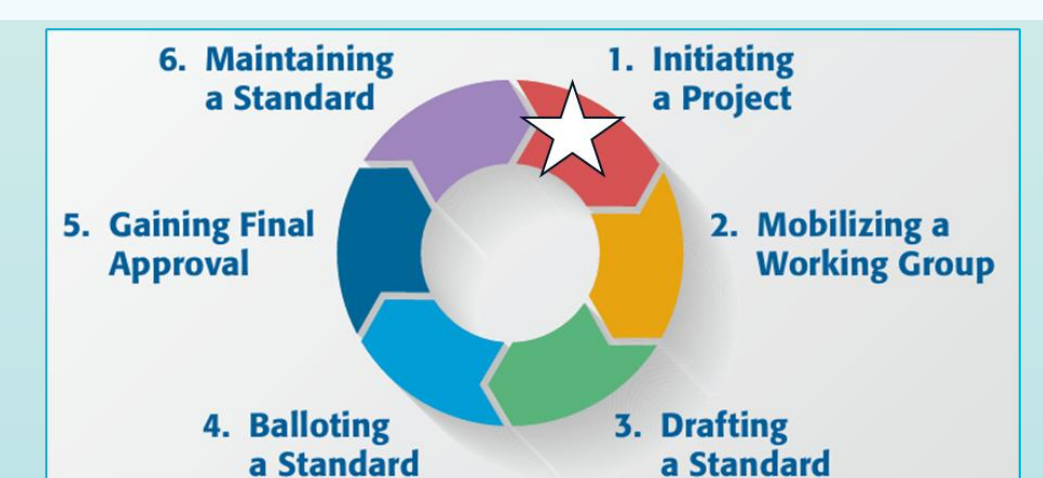 6. Maintaining
a Standard
1. Initiating
a Project
5. Gaining Final
Approval
2. Mobilizing a
Working Group
4. Balloting
a Standard
3. Drafting
a Standard